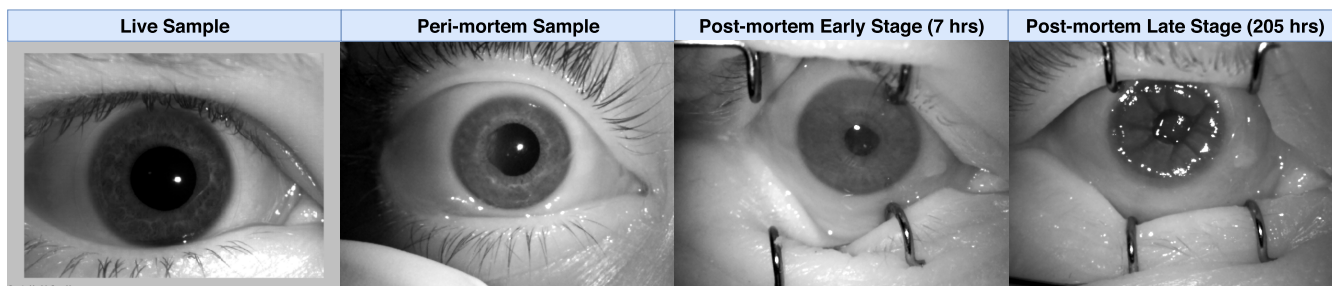 Live Sample
Peri-mortem Sample
Post-mortem Early Stage (7 hrs)
Post-mortem Late Stage (205 hrs)